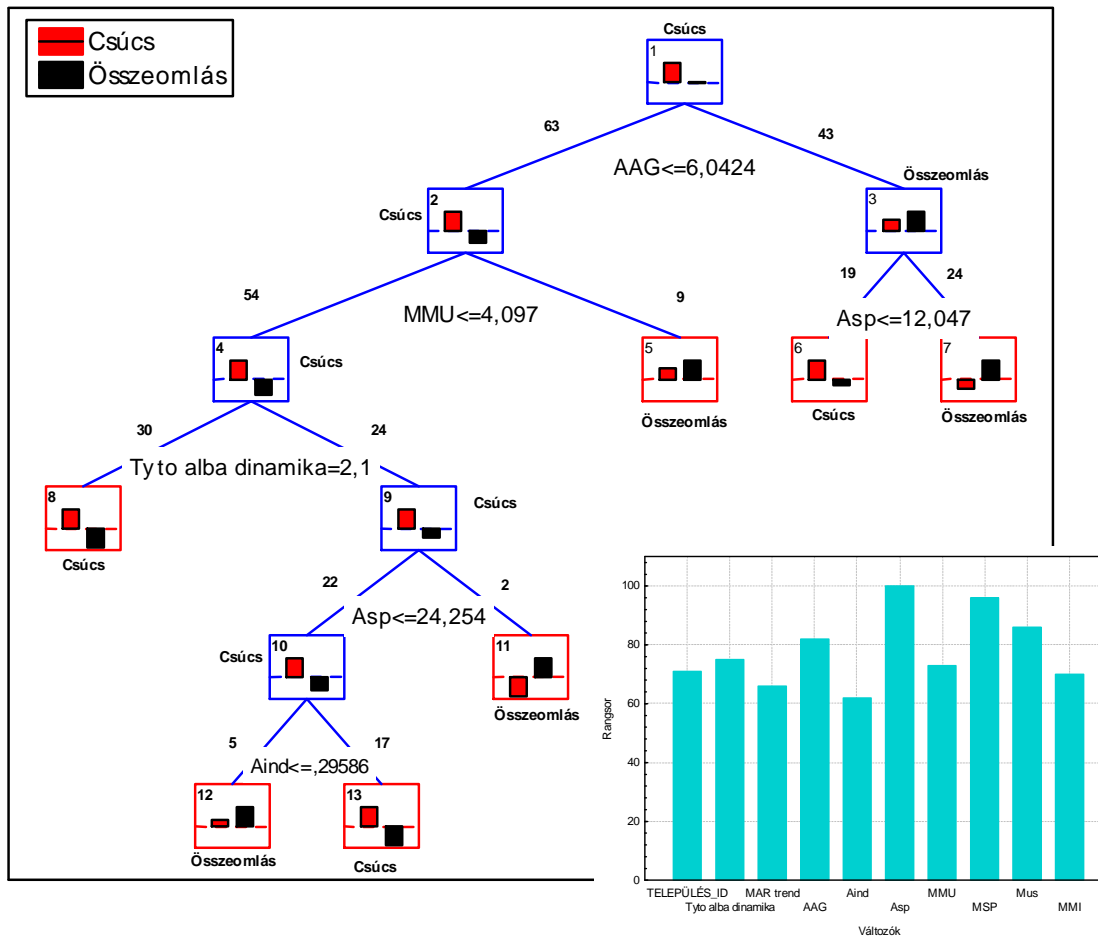 Csúcs
Összeomlás
Csúcs
1
63
43
AAG<=6,0424
Összeomlás
Csúcs
2
3
54
9
19
24
MMU<=4,097
Asp<=12,047
4
Csúcs
5
6
7
Összeomlás
Csúcs
Összeomlás
30
24
Tyto alba dinamika=2,1
8
9
Csúcs
Csúcs
22
2
Asp<=24,254
Csúcs
10
11
Összeomlás
5
17
Aind<=,29586
12
13
Összeomlás
Csúcs
100
80
60
40
20
0
Rangsor
TELEPÜLÉS_ID
MAR trend
Aind
MMU
Mus
Tyto alba dinamika
AAG
Asp
MSP
MMI
Változók